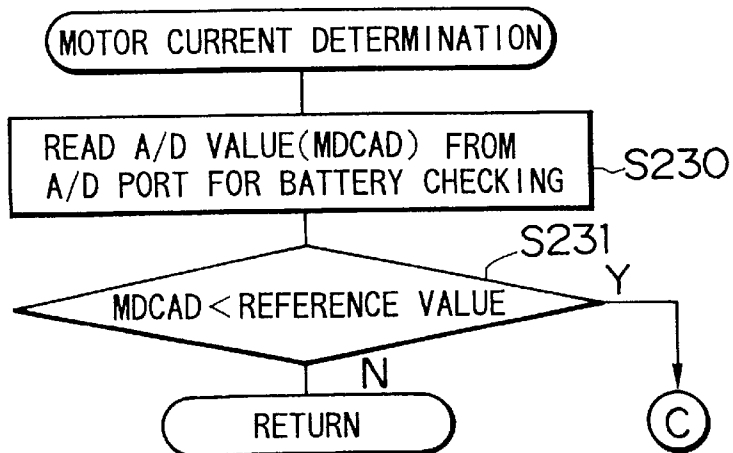 MOTOR CURRENT DETERMINATION
READ A/D VALUE(MDCAD) FROM
A/D PORT FOR BATTERY CHECKING
S230
S231
MDCAD<REFERENCE VALUE
Y
N
RETURN
C